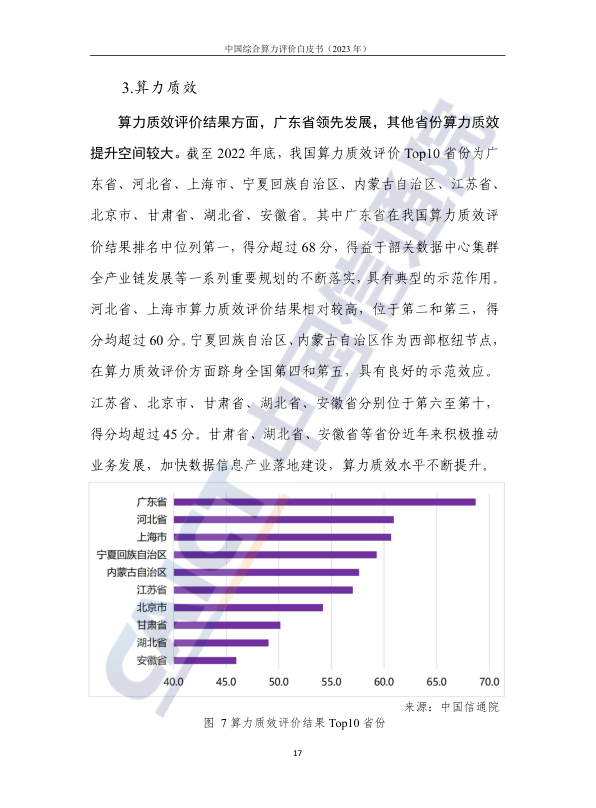 中国综合算力评价白皮书（2023 年）
3.算力质效
算力质效评价结果方面，广东省领先发展，其他省份算力质效
提升空间较大。截至 2022 年底，我国算力质效评价 Top10 省份为广
东省、河北省、上海市、宁夏回族自治区、内蒙古自治区、江苏省、
北京市、甘肃省、湖北省、安徽省。其中广东省在我国算力质效评
价结果排名中位列第一，得分超过 68 分，得益于韶关数据中心集群
全产业链发展等一系列重要规划的不断落实，具有典型的示范作用。
河北省、上海市算力质效评价结果相对较高，位于第二和第三，得
分均超过 60 分。宁夏回族自治区、内蒙古自治区作为西部枢纽节点，
在算力质效评价方面跻身全国第四和第五，具有良好的示范效应。
江苏省、北京市、甘肃省、湖北省、安徽省分别位于第六至第十，
得分均超过 45 分。甘肃省、湖北省、安徽省等省份近年来积极推动
业务发展，加快数据信息产业落地建设，算力质效水平不断提升。
广东省
河北省
上海市
宁夏回族自治区
内蒙古自治区
江苏省
北京市
甘肃省
湖北省
安徽省
40.0 45.0 50.0 55.0 60.0 65.0 70.0
来源：中国信通院
图 7 算力质效评价结果 Top10 省份
17
CAICT 中国信通院